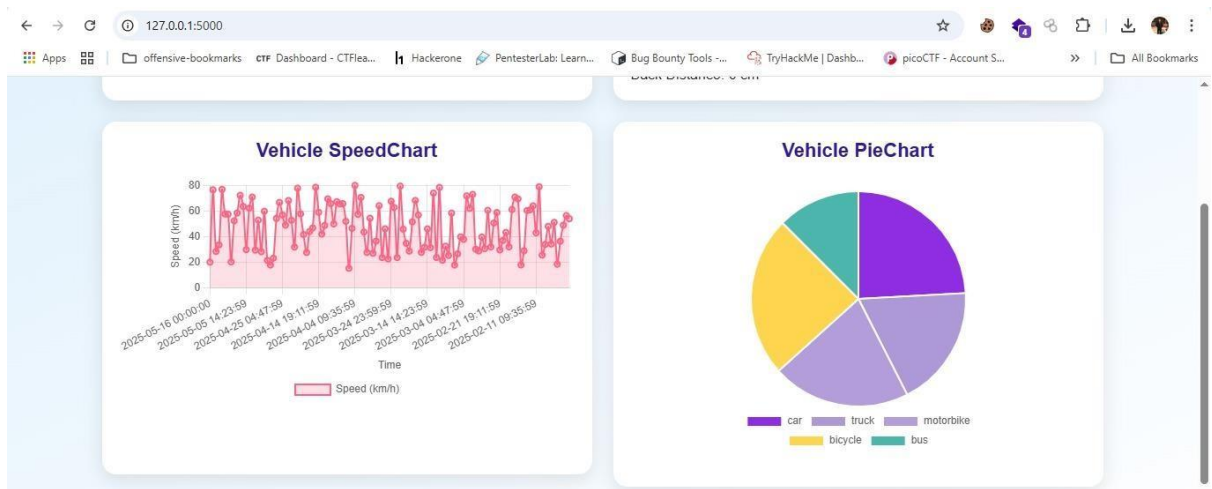 127.0.0.1:5000
4
Apps offensive-bookmarks CTF Dashboard - CTFlea... h Hackerone PentesterLab: Learn... Bug Bounty Tools -... TryHackMe | Dashb... picoCTF - Account S... » All Bookmarks
Vehicle SpeedChart
80
60
40
20
0
Speed (km/h)
2025-05-16 00:00:00
2025-05-05 14:23:59
2025-04-25 04:47:59
2025-04-14 19:11:59
2025-04-04 09:35:59
2025-03-24 23:59:59
2025-03-14 14:23:59
2025-03-04 04:47:59
2025-02-21 19:11:59
2025-02-11 09:35:59
Time
Speed (km/h)
Vehicle PieChart
car truck motorbike
bicycle bus